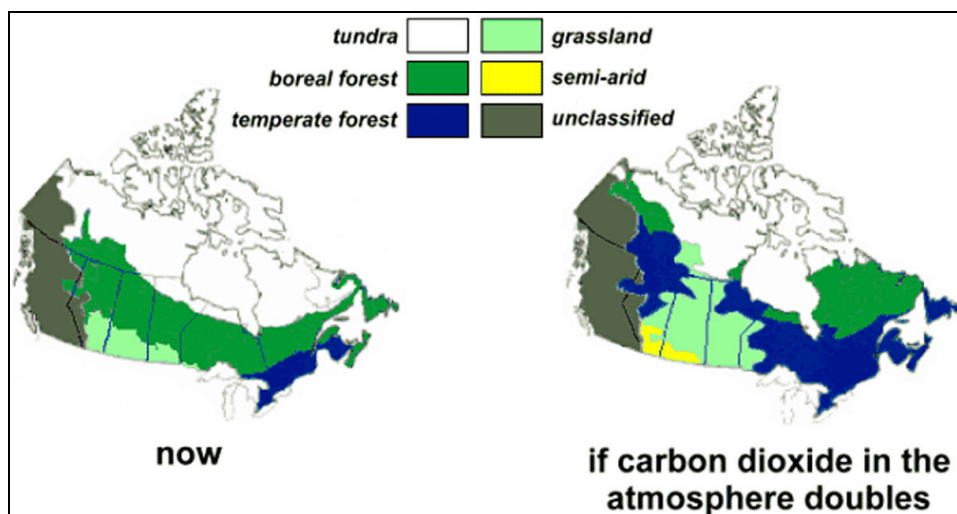 tundra grassland
boreal forest semi-arid
temperate forest unclassified
now
if carbon dioxide in the
atmosphere doubles